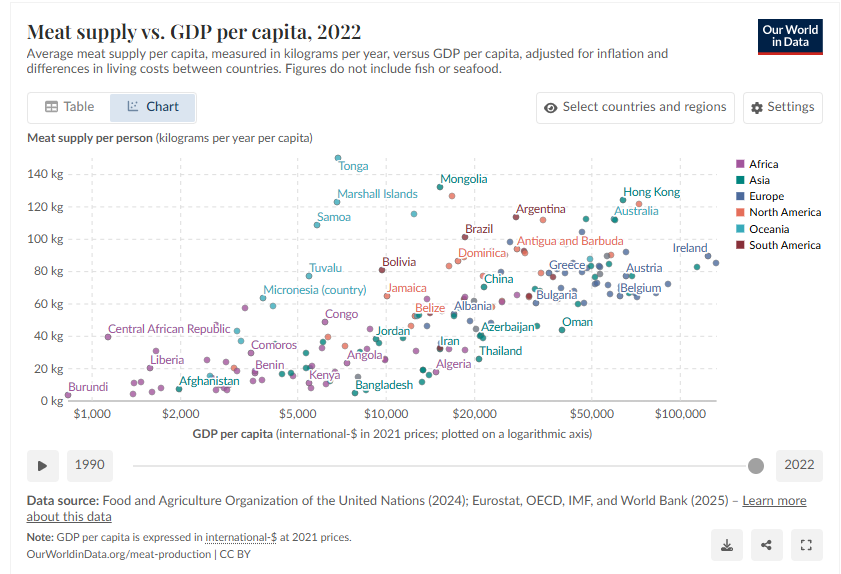 Meat supply vs. GDP per capita, 2022
Our World
in Data
Average meat supply per capita, measured in kilograms per year, versus GDP per capita, adjusted for inflation and
differences in living costs between countries. Figures do not include fish or seafood.
Table
Chart
Select countries and regions
Settings
Meat supply per person (kilograms per year per capita)
140 kg
120 kg
100 kg
80 kg
60 kg
40 kg
20 kg
0 kg
Tonga
Mongolia
Marshall Islands
Hong Kong
Samoa
Argentina
Australia
Brazil
Antigua and Barbuda
Dominica
Ireland
Bolivia
Greece
Austria
Tuvalu
China
Micronesia (country)
Jamaica
Bulgaria
Belgium
Belize
Albania
Congo
Central African Republic
Jordan
Azerbaijan
Oman
Comoros
Iran
Angola
Thailand
Liberia
Benin
Algeria
Kenya
Afghanistan
Bangladesh
Burundi
$1,000
$2,000
$5,000
$10,000
$20,000
$50,000
$100,000
GDP per capita (international-$ in 2021 prices; plotted on a logarithmic axis)
Africa
Asia
Europe
North America
Oceania
South America
1990
2022
Data source: Food and Agriculture Organization of the United Nations (2024); Eurostat, OECD, IMF, and World Bank (2025) – Learn more
about this data
Note: GDP per capita is expressed in international-$ at 2021 prices.
OurWorldinData.org/meat-production | CC BY